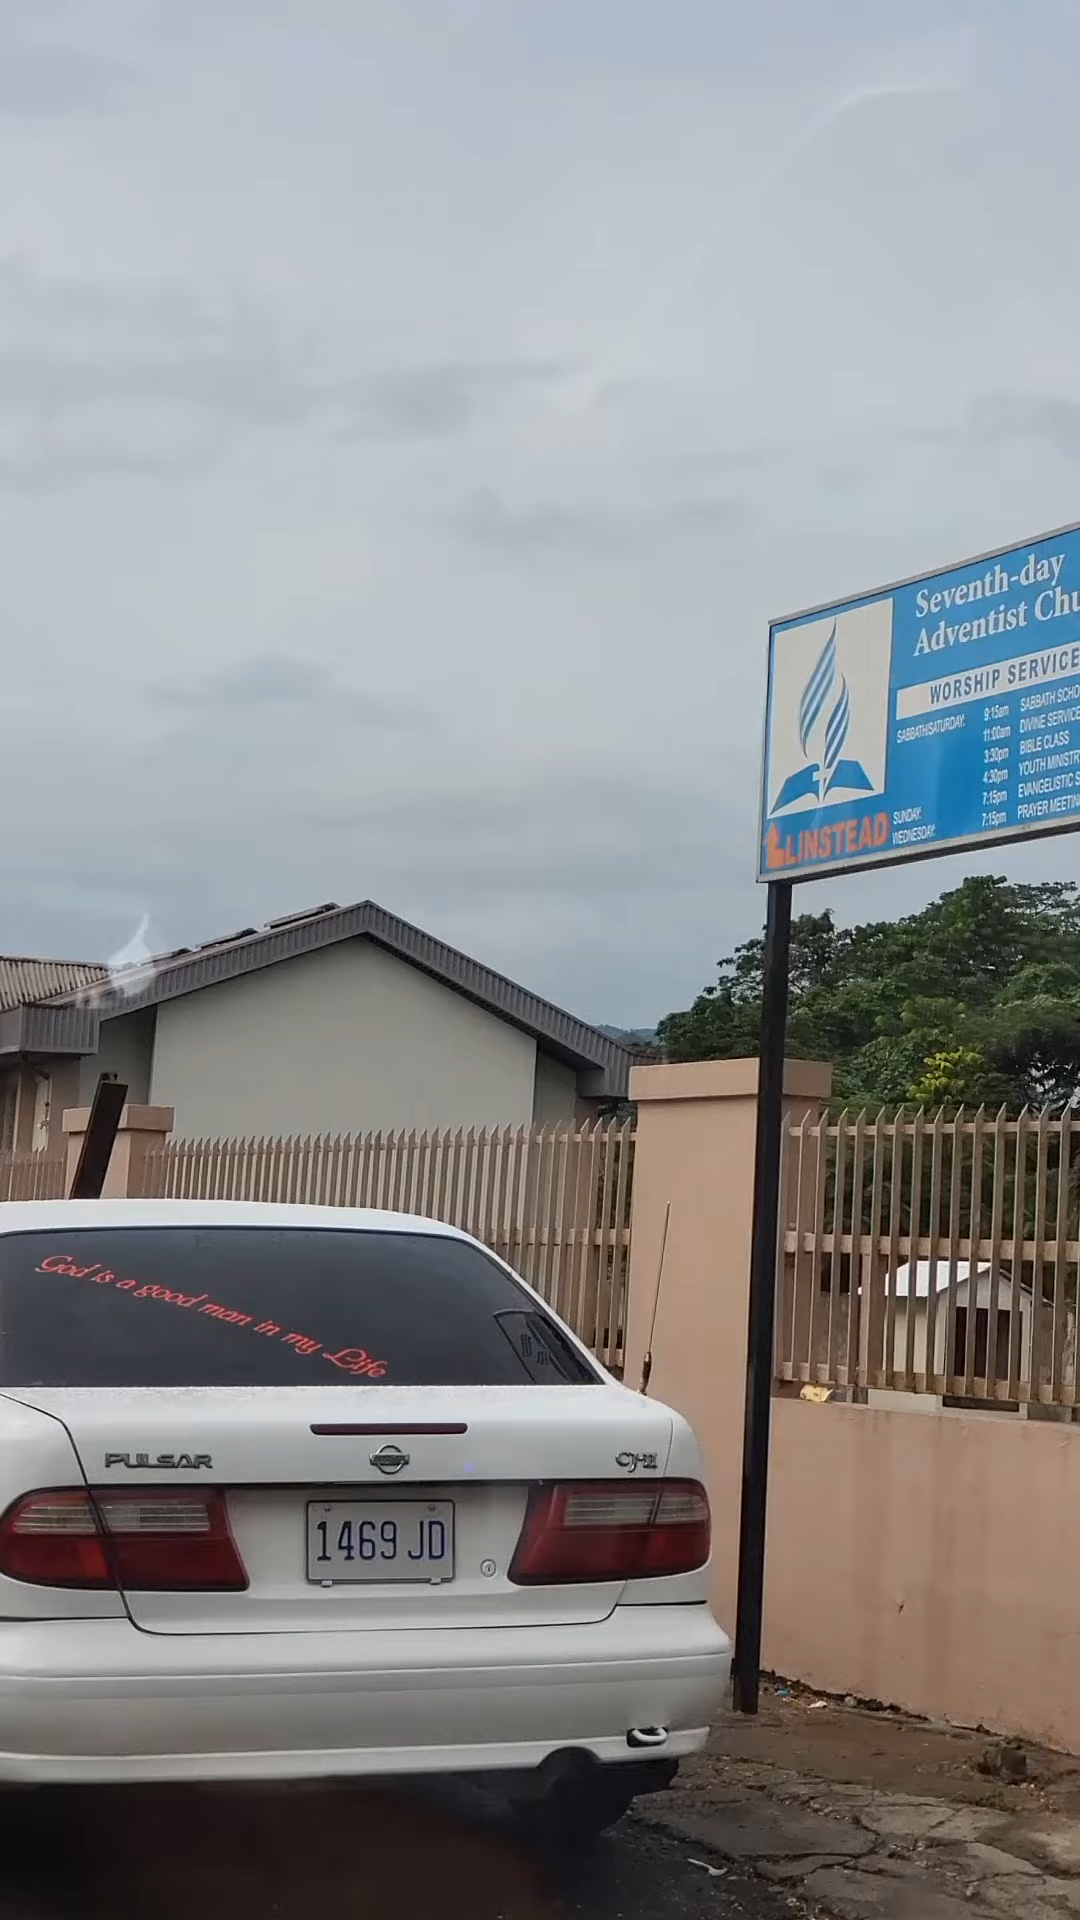 Seventh-day
Adventist Chu
WORSHIP SERVICE
SABBATH/SATURDAY: 9:15am SABBATH SCHO
11:00am DIVINE SERVICE
3:30pm BIBLE CLASS
4:30pm YOUTH MINISTR
SUNDAY: 7:15pm EVANGELISTIC S
WEDNESDAY: 7:15pm PRAYER MEETIN
LINSTEAD
God is a good man in my Life
PULSAR
CJ-II
1469 JD